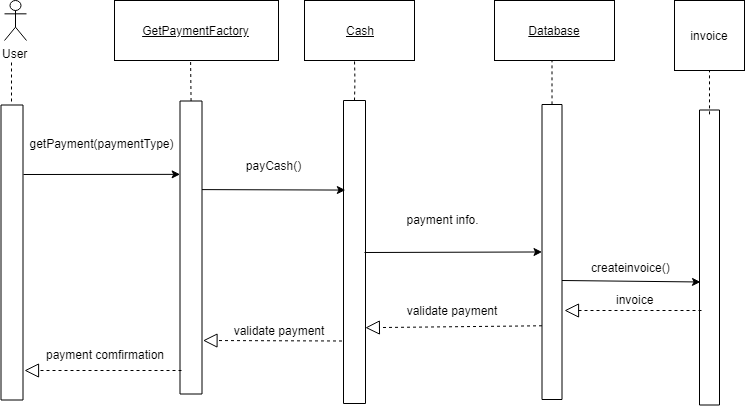 User
GetPaymentFactory
Cash
Database
invoice
getPayment(paymentType)
payCash()
payment info.
createinvoice()
invoice
validate payment
validate payment
payment comfirmation